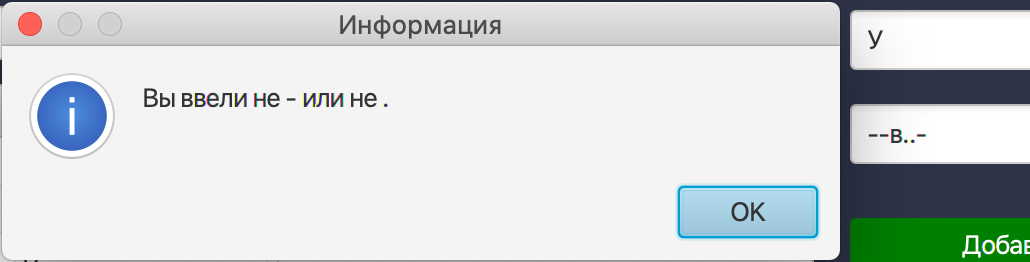 Информация
i
Вы ввели не - или не .
OK
У
--в..-
Добав